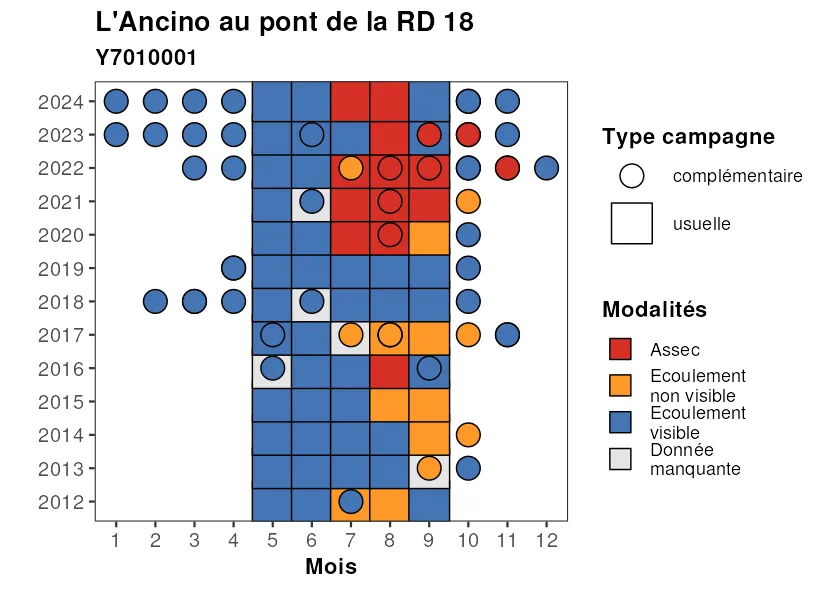 L'Ancino au pont de la RD 18
Y7010001
2024
2023
2022
2021
2020
2019
2018
2017
2016
2015
2014
2013
2012
1 2 3 4 5 6 7 8 9 10 11 12
Mois
Type campagne
complémentaire
usuelle
Modalités
Assec
Ecoulement
non visible
Ecoulement
visible
Donnée
manquante